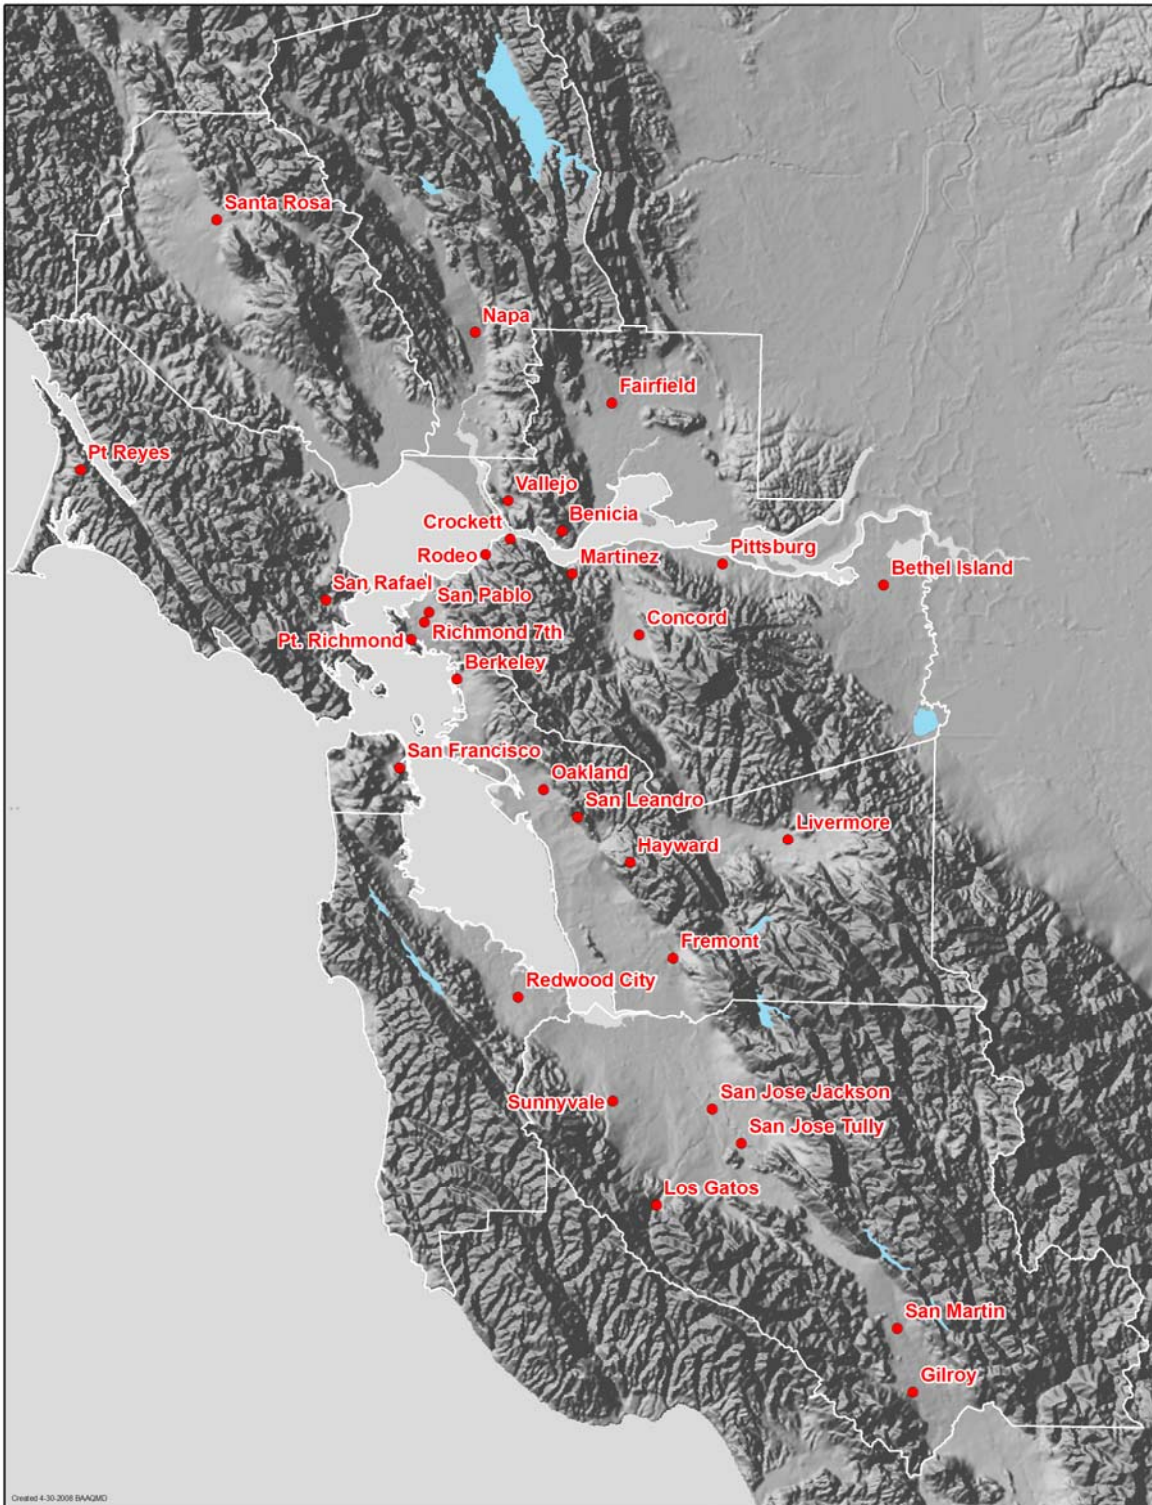 Santa Rosa
Napa
Fairfield
Pt Reyes
Vallejo
Benicia
Crockett
Rodeo
Martinez
Pittsburg
Bethel Island
San Rafael
San Pablo
Richmond 7th
Pt. Richmond
Concord
Berkeley
San Francisco
Oakland
San Leandro
Livermore
Hayward
Fremont
Redwood City
Sunnyvale
San Jose Jackson
San Jose Tully
Los Gatos
San Martin
Gilroy
Created 4-30-2008 BAAQMD